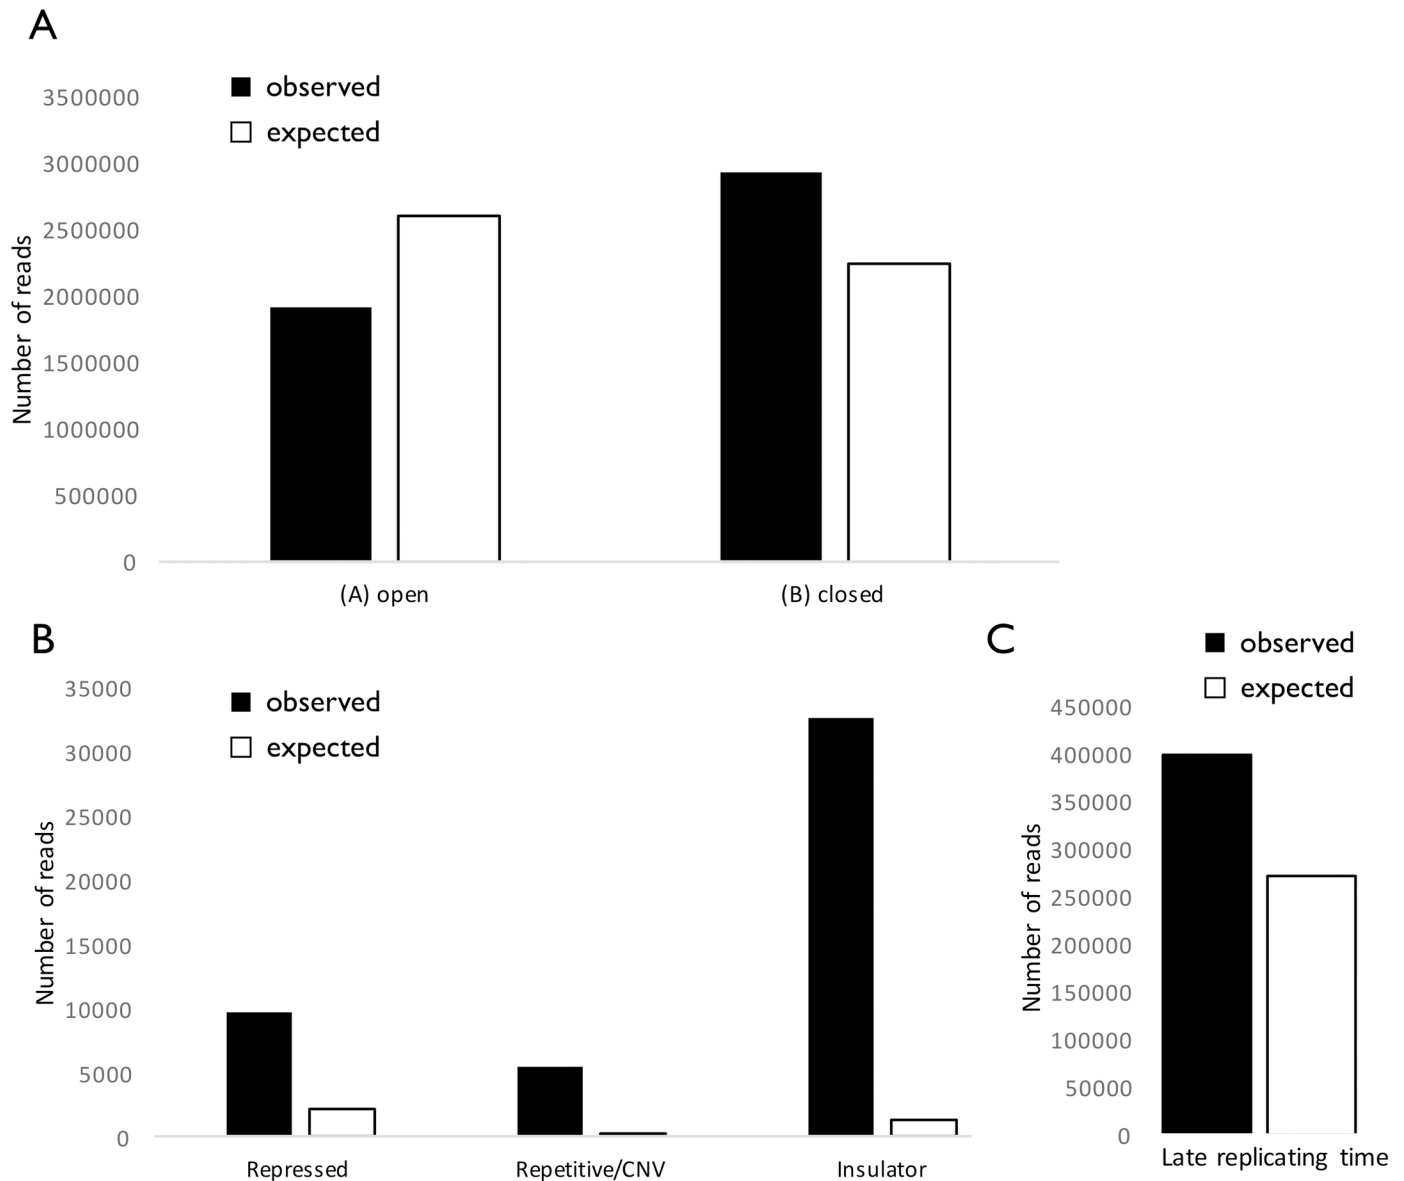 A
observed
expected
3500000
3000000
2500000
2000000
1500000
1000000
500000
0
Number of reads
(A) open
(B) closed
B
observed
expected
35000
30000
25000
20000
15000
10000
5000
0
Number of reads
Repressed
Repetitive/CNV
Insulator
C
observed
expected
450000
400000
350000
300000
250000
200000
150000
100000
50000
0
Number of reads
Late replicating time